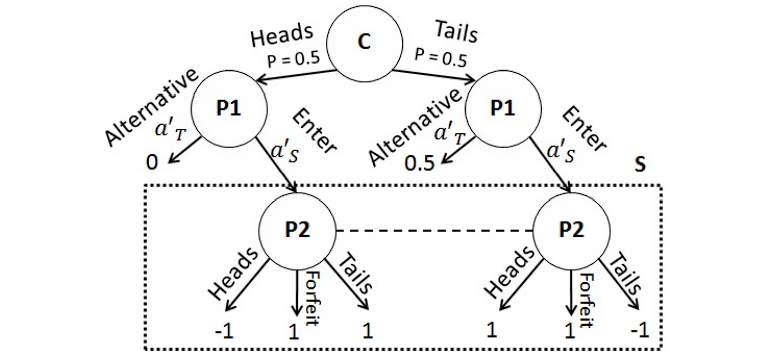 C
Heads
P = 0.5
Tails
P = 0.5
P1
P1
Alternative
a'T
0
Enter
a'S
Alternative
a'T
0.5
Enter
a'S
S
P2
P2
Heads
Forfeit
Tails
Heads
Forfeit
Tails
-1
1
1
1
1
-1